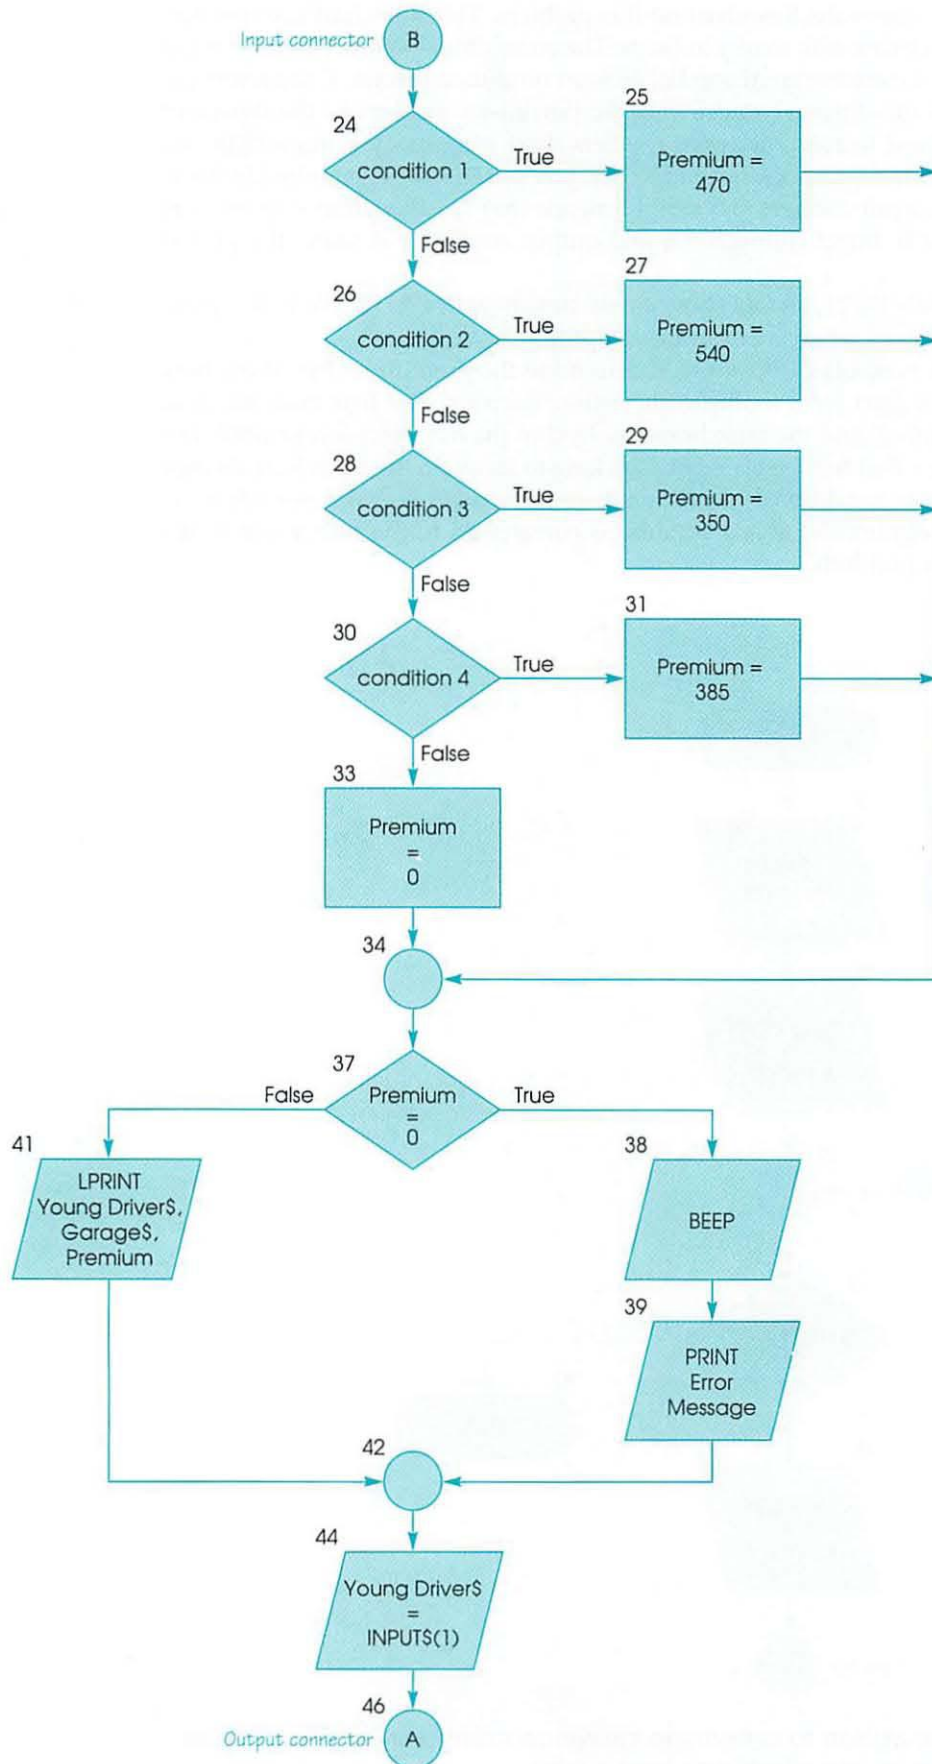 Input connector B
24
condition 1
True
25
Premium =
470
False
26
condition 2
True
27
Premium =
540
False
28
condition 3
True
29
Premium =
350
False
30
condition 4
True
31
Premium =
385
False
33
Premium
=
0
34
37
Premium
=
0
False
True
41
LPRINT
Young Driver$,
Garage$,
Premium
38
BEEP
39
PRINT
Error
Message
42
44
Young Driver$
=
INPUT$(1)
46
Output connector A